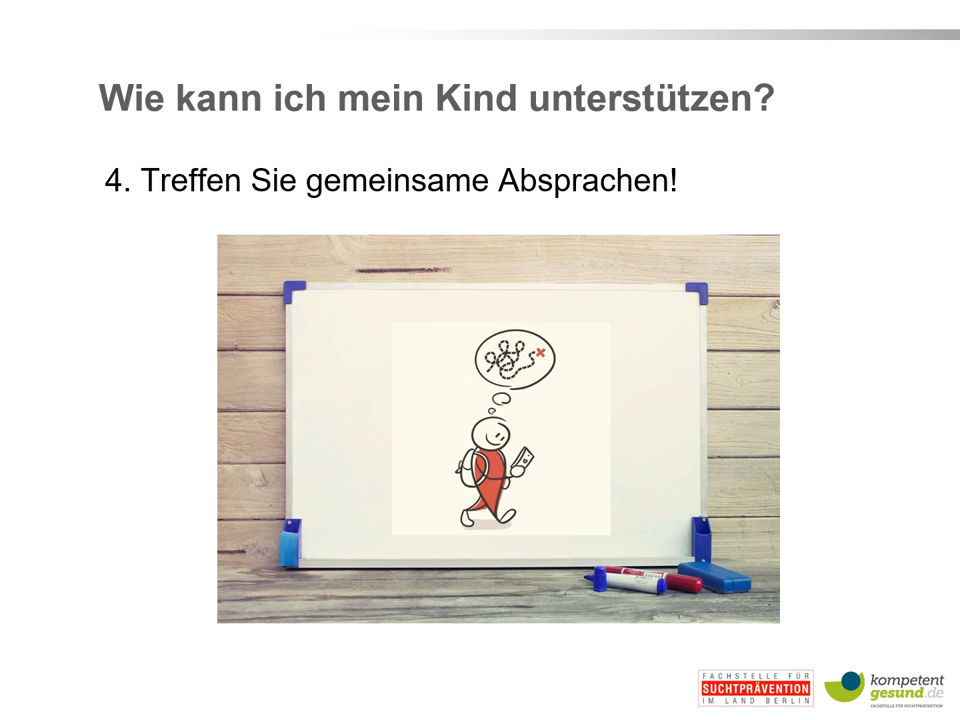 Wie kann ich mein Kind unterstützen?
4. Treffen Sie gemeinsame Absprachen!
FACHSTELLE FÜR
SUCHTPRÄVENTION
IM LAND BERLIN
kompetent
gesund.de
FACHSTELLE FÜR SUCHTPRÄVENTION